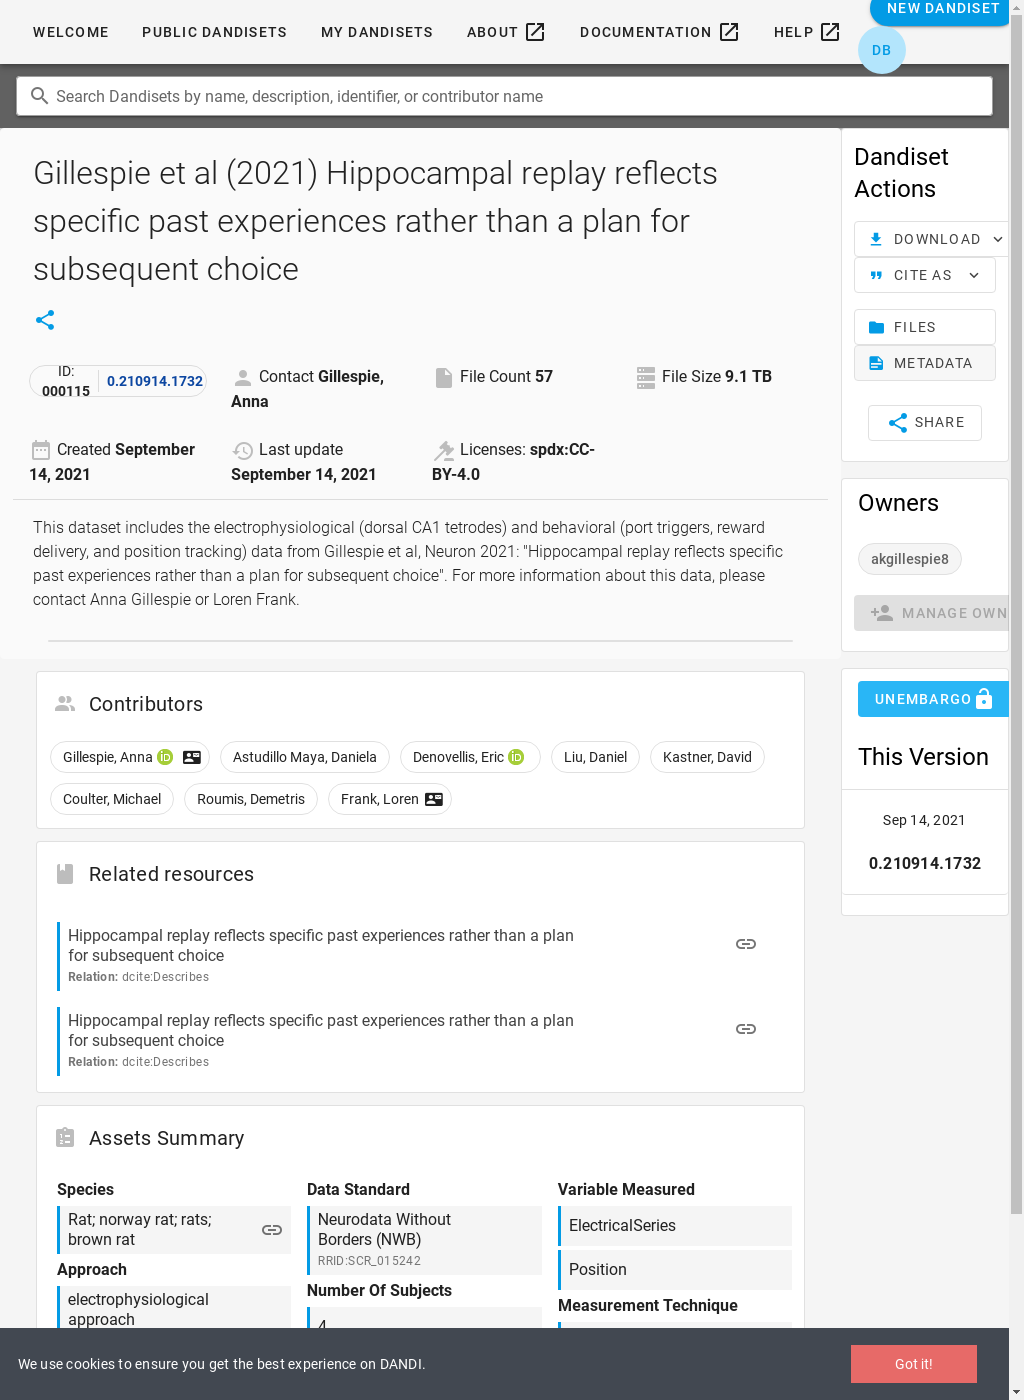 WELCOME PUBLIC DANDISETS MY DANDISETS ABOUT DOCUMENTATION HELP NEW DANDISET
DB
Search Dandisets by name, description, identifier, or contributor name
Gillespie et al (2021) Hippocampal replay reflects
specific past experiences rather than a plan for
subsequent choice
ID:
000115
0.210914.1732
Contact Gillespie,
Anna
File Count 57
File Size 9.1 TB
Created September
14, 2021
Last update
September 14, 2021
Licenses: spdx:CC-
BY-4.0
This dataset includes the electrophysiological (dorsal CA1 tetrodes) and behavioral (port triggers, reward
delivery, and position tracking) data from Gillespie et al, Neuron 2021: "Hippocampal replay reflects specific
past experiences rather than a plan for subsequent choice". For more information about this data, please
contact Anna Gillespie or Loren Frank.
Contributors
Gillespie, Anna iD Astudillo Maya, Daniela Denovellis, Eric iD Liu, Daniel Kastner, David
Coulter, Michael Roumis, Demetris Frank, Loren
Related resources
Hippocampal replay reflects specific past experiences rather than a plan
for subsequent choice
Relation: dcite:Describes
Hippocampal replay reflects specific past experiences rather than a plan
for subsequent choice
Relation: dcite:Describes
Assets Summary
Species
Rat; norway rat; rats;
brown rat
Approach
electrophysiological
approach
Data Standard
Neurodata Without
Borders (NWB)
RRID:SCR_015242
Number Of Subjects
4
Variable Measured
ElectricalSeries
Position
Measurement Technique
Dandiset
Actions
DOWNLOAD
CITE AS
FILES
METADATA
SHARE
Owners
akgillespie8
MANAGE OWN
UNEMBARGO
This Version
Sep 14, 2021
0.210914.1732
We use cookies to ensure you get the best experience on DANDI.
Got it!